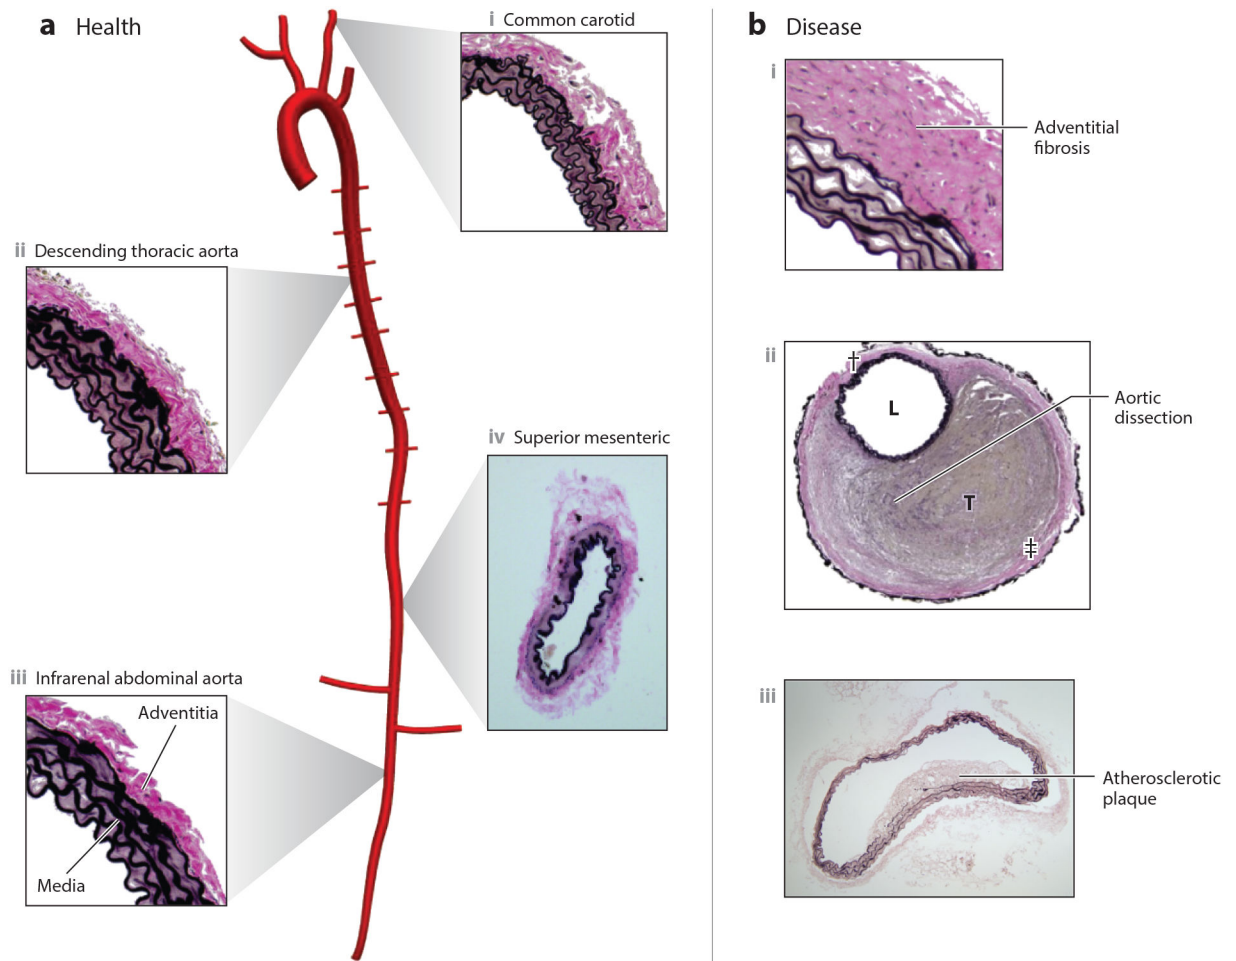 a Health
i Common carotid
ii Descending thoracic aorta
iv Superior mesenteric
iii Infrarenal abdominal aorta
Adventitia
Media
b Disease
i
Adventitial
fibrosis
ii
†
L
Aortic
dissection
T
‡
iii
Atherosclerotic
plaque